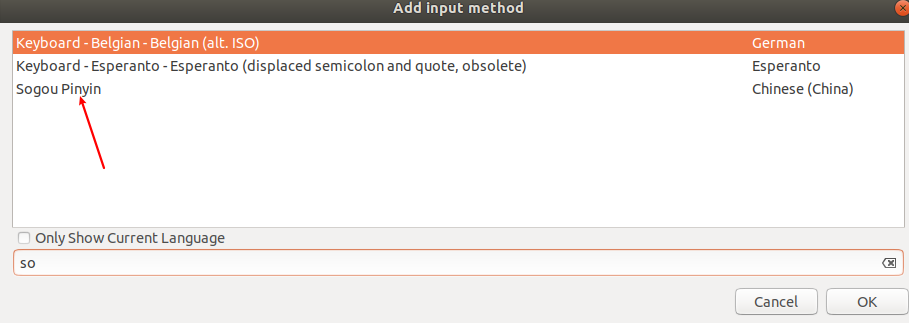 Add input method
Keyboard - Belgian - Belgian (alt. ISO) German
Keyboard - Esperanto - Esperanto (displaced semicolon and quote, obsolete) Esperanto
Sogou Pinyin Chinese (China)
Only Show Current Language
so
Cancel OK